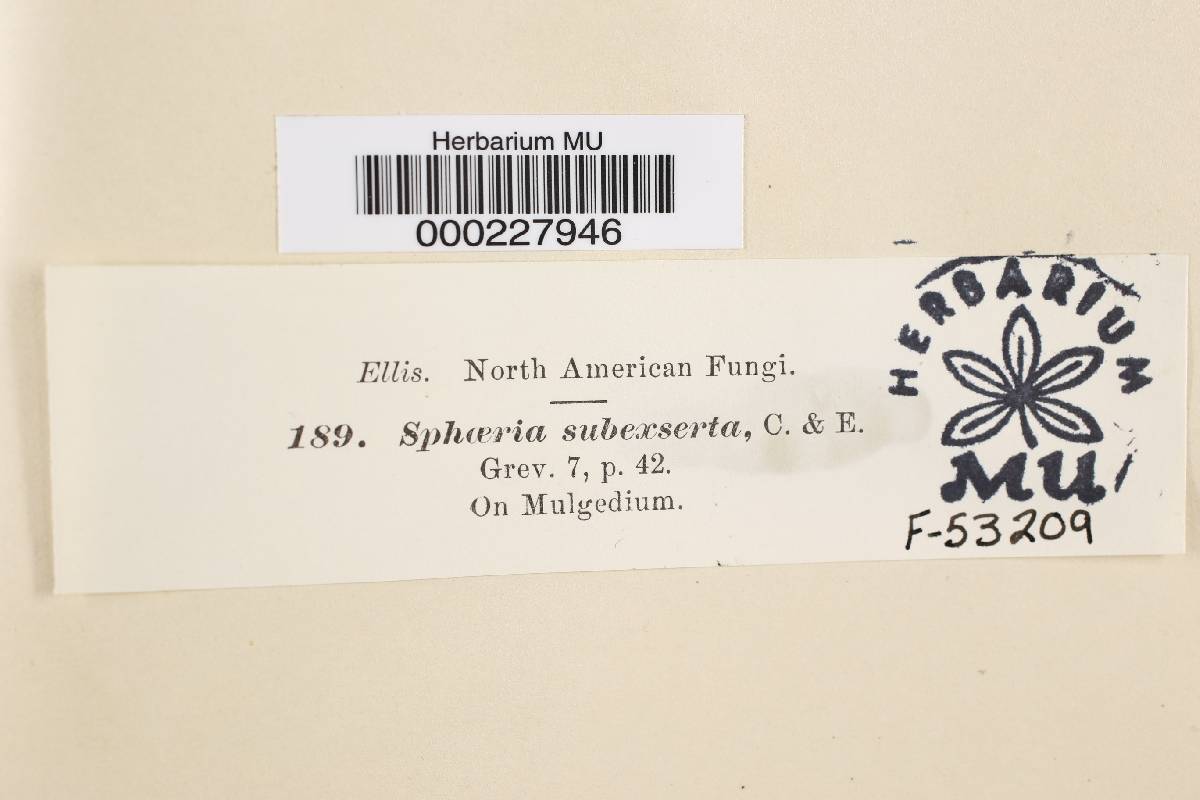 Herbarium MU
000227946
Ellis. North American Fungi.
189. Sphæria subexserta, C. & E.
Grev. 7, p. 42.
On Mulgedium.
HERBARIUM
MU
F-53209